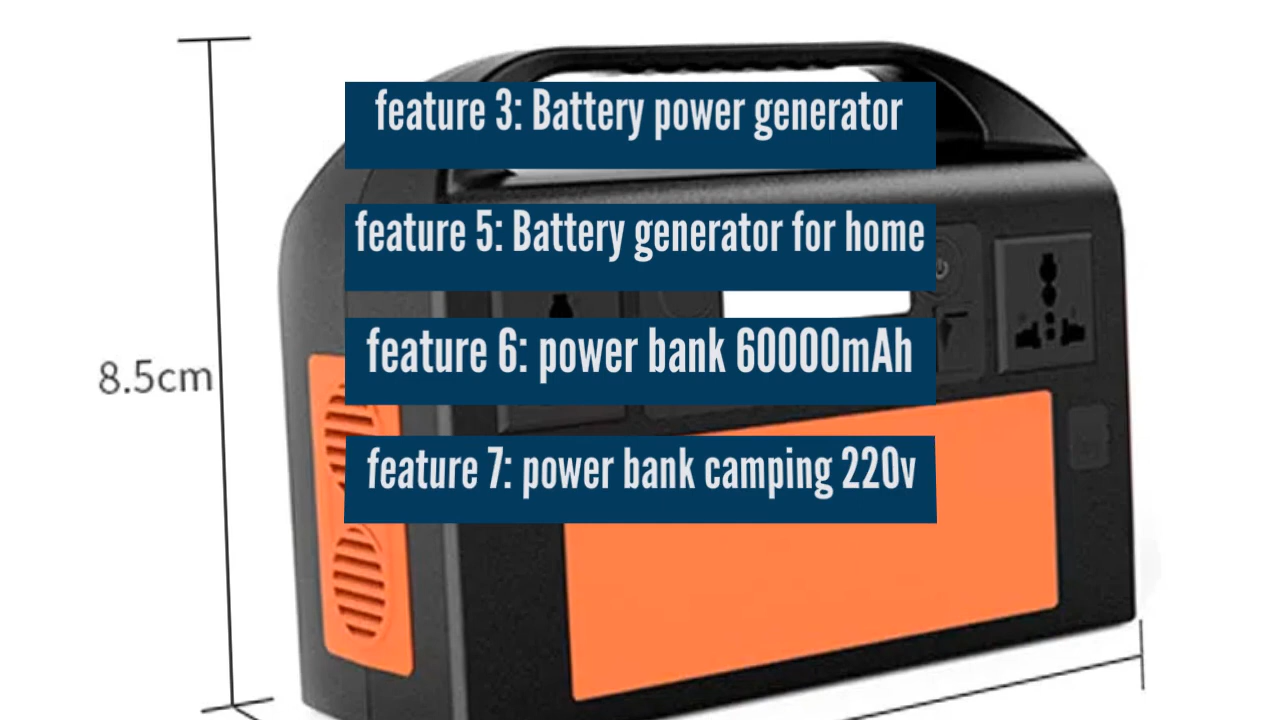 feature 3: Battery power generator
feature 5: Battery generator for home
feature 6: power bank 60000mAh
8.5cm
feature 7: power bank camping 220v